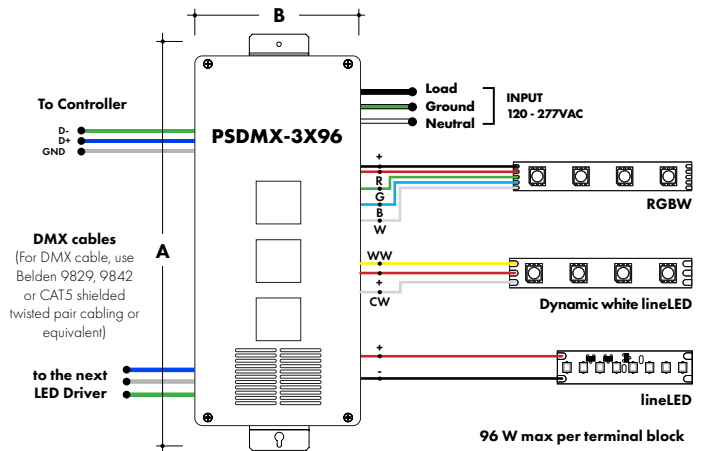 B
To Controller
D-
D+
GND
PSDMX-3X96
Load
Ground
Neutral
INPUT
120 - 277VAC
+
R
G
B
W
RGBW
DMX cables
(For DMX cable, use
Belden 9829, 9842
or CAT5 shielded
twisted pair cabling or
equivalent)
A
WW
+
CW
Dynamic white lineLED
to the next
LED Driver
+
-
lineLED
96 W max per terminal block